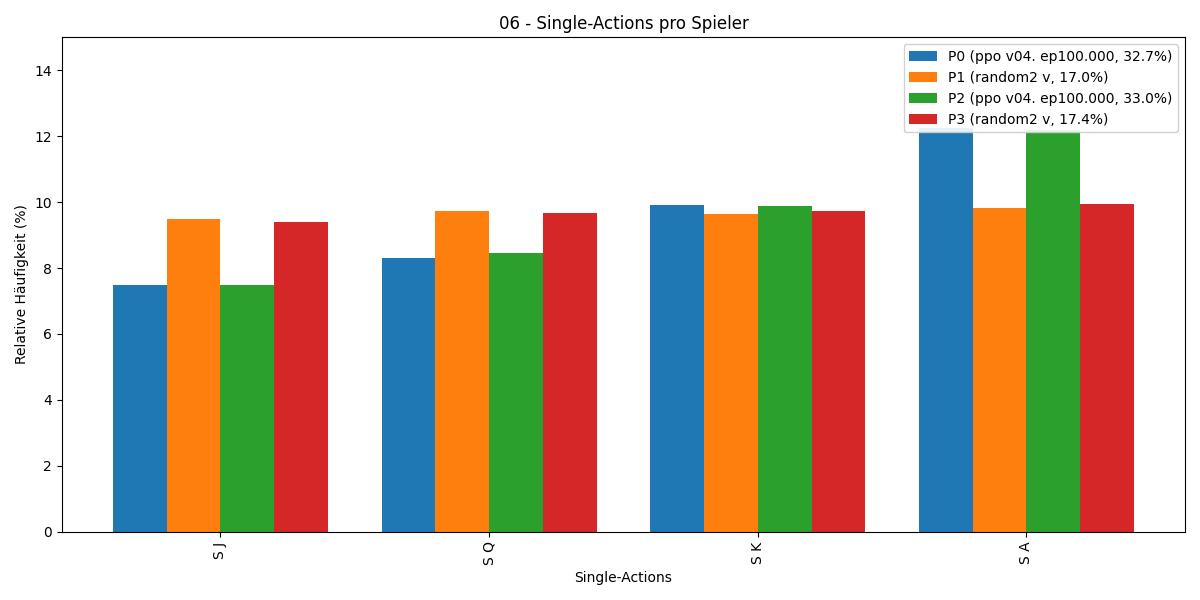 06 - Single-Actions pro Spieler
P0 (ppo v04. ep100.000, 32.7%)
P1 (random2 v, 17.0%)
P2 (ppo v04. ep100.000, 33.0%)
P3 (random2 v, 17.4%)
Relative Häufigkeit (%)
14
12
10
8
6
4
2
0
S J
S Q
S K
S A
Single-Actions